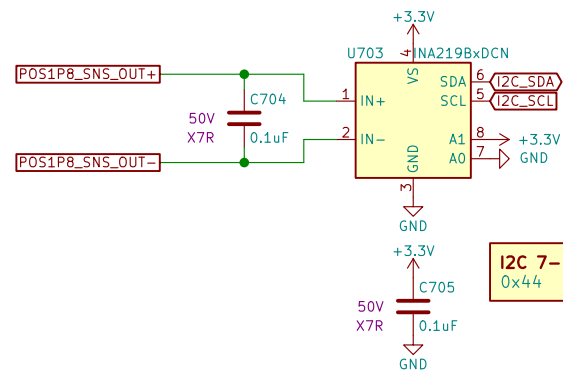 +3.3V
U703
INA219BxDCN
4
VS
POS1P8_SNS_OUT+
SDA
6
I2C_SDA
SCL
5
I2C_SCL
1
IN+
C704
50V
X7R
0.1uF
2
IN-
A1
8
+3.3V
GND
A0
7
GND
POS1P8_SNS_OUT-
3
GND
+3.3V
I2C 7-
0x44
C705
50V
X7R
0.1uF
GND